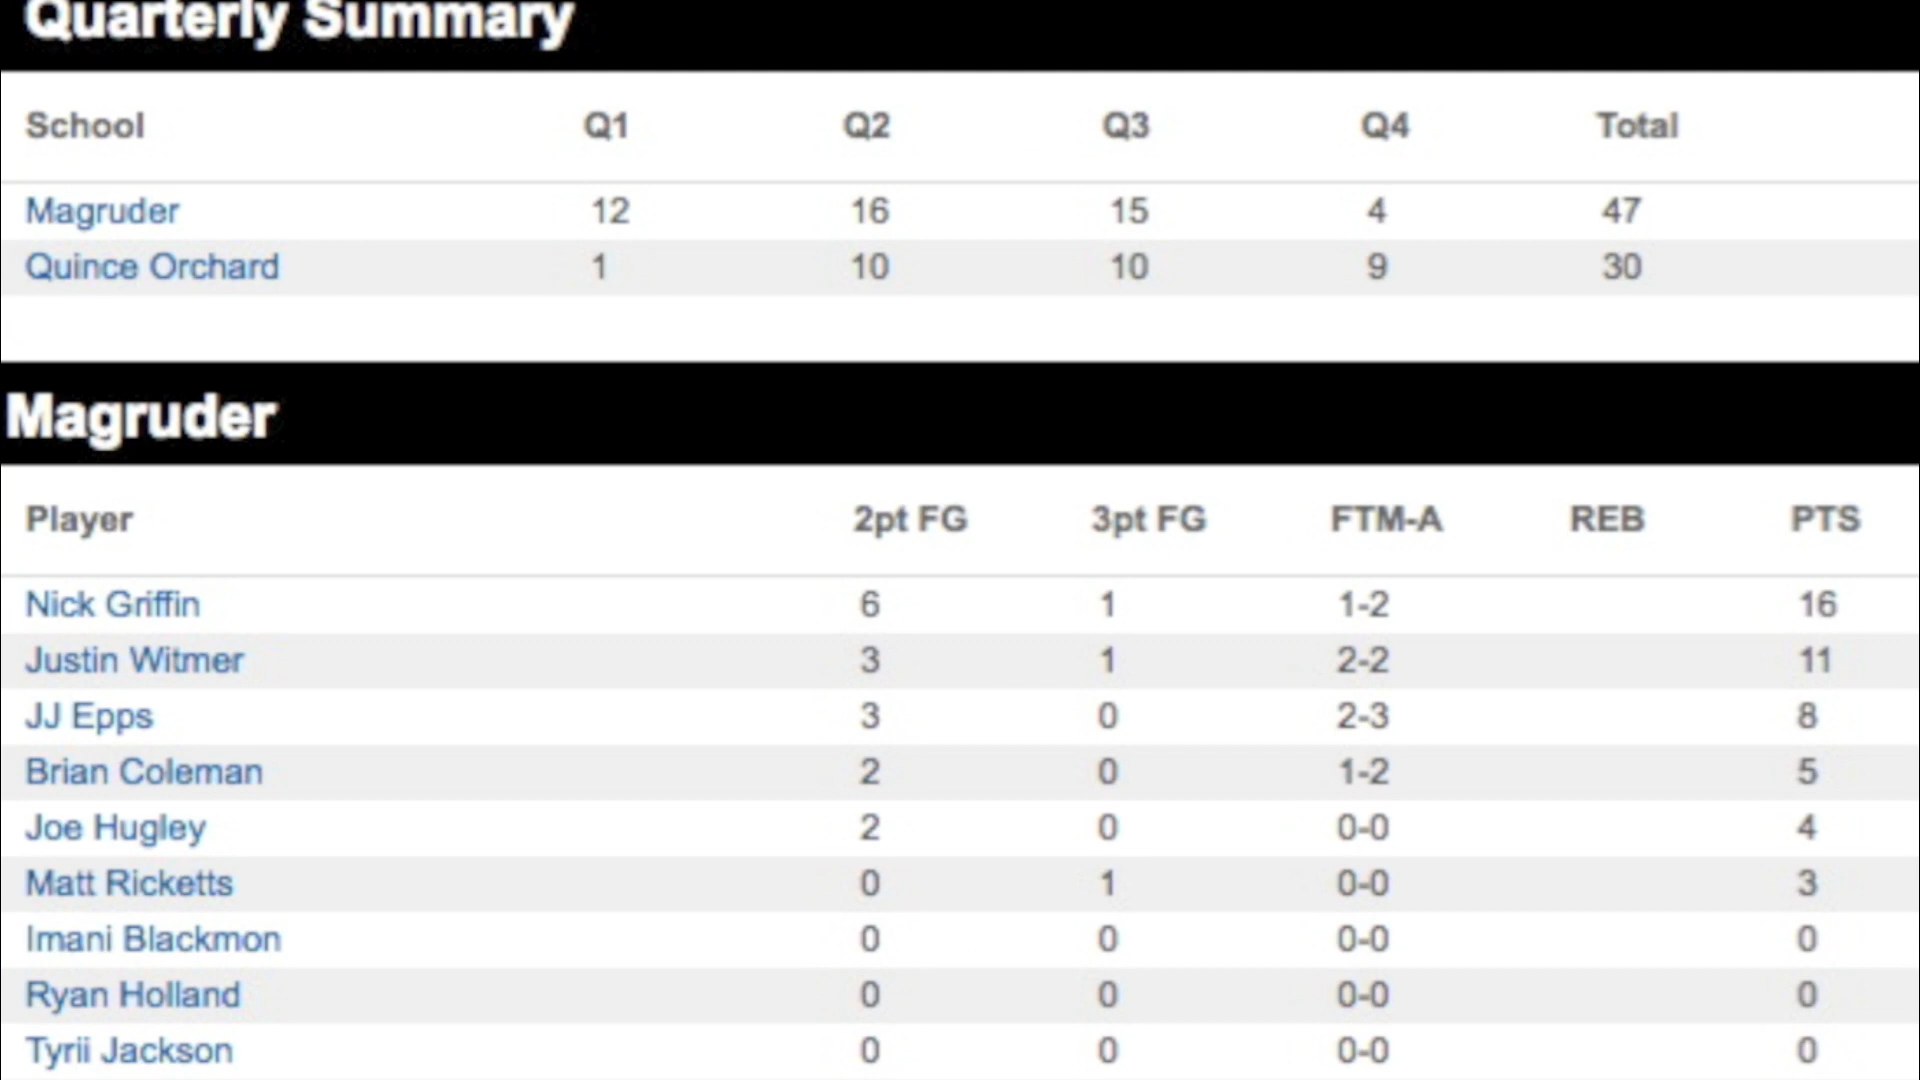 Quarterly Summary
School Q1 Q2 Q3 Q4 Total
Magruder 12 16 15 4 47
Quince Orchard 1 10 10 9 30
Magruder
Player 2pt FG 3pt FG FTM-A REB PTS
Nick Griffin 6 1 1-2 16
Justin Witmer 3 1 2-2 11
JJ Epps 3 0 2-3 8
Brian Coleman 2 0 1-2 5
Joe Hugley 2 0 0-0 4
Matt Ricketts 0 1 0-0 3
Imani Blackmon 0 0 0-0 0
Ryan Holland 0 0 0-0 0
Tyrii Jackson 0 0 0-0 0